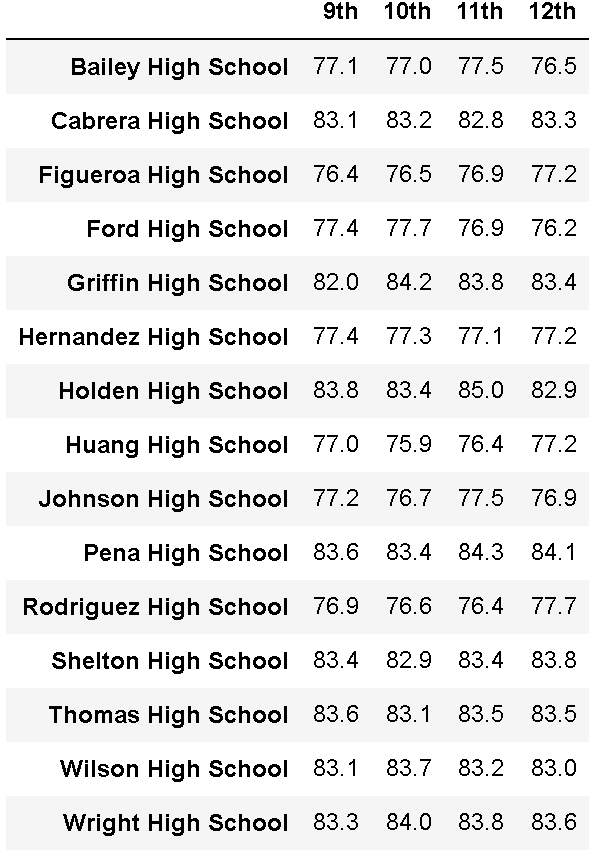 9th 10th 11th 12th
Bailey High School 77.1 77.0 77.5 76.5
Cabrera High School 83.1 83.2 82.8 83.3
Figueroa High School 76.4 76.5 76.9 77.2
Ford High School 77.4 77.7 76.9 76.2
Griffin High School 82.0 84.2 83.8 83.4
Hernandez High School 77.4 77.3 77.1 77.2
Holden High School 83.8 83.4 85.0 82.9
Huang High School 77.0 75.9 76.4 77.2
Johnson High School 77.2 76.7 77.5 76.9
Pena High School 83.6 83.4 84.3 84.1
Rodriguez High School 76.9 76.6 76.4 77.7
Shelton High School 83.4 82.9 83.4 83.8
Thomas High School 83.6 83.1 83.5 83.5
Wilson High School 83.1 83.7 83.2 83.0
Wright High School 83.3 84.0 83.8 83.6